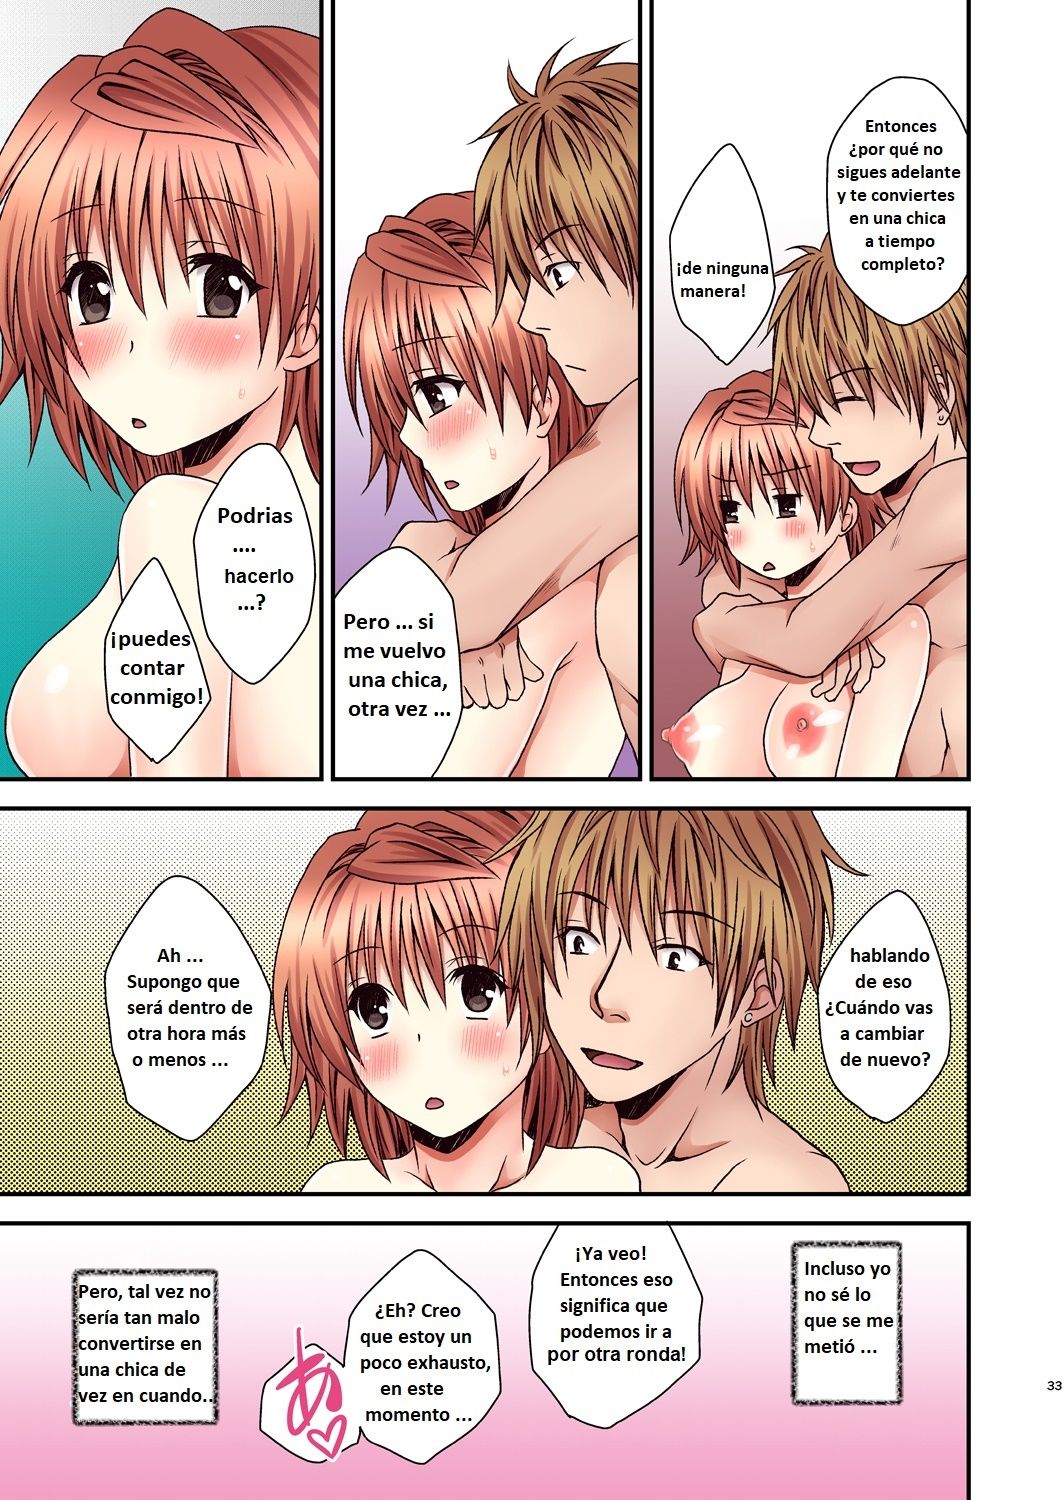 Entonces
¿por qué no
sigues adelante
y te conviertes
en una chica
a tiempo
completo?
¡de ninguna
manera!
Pero ... si
me vuelvo
una chica,
otra vez ...
Podrias
....
hacerlo
...?
¡puedes
contar
conmigo!
hablando
de eso
¿Cuándo vas
a cambiar
de nuevo?
Ah ...
Supongo que
será dentro de
otra hora más
o menos ...
Incluso yo
no sé lo
que se me
metió ...
¡Ya veo!
Entonces eso
significa que
podemos ir a
por otra ronda!
¿Eh? Creo
que estoy un
poco exhausto,
en este
momento ...
あ♡
Pero, tal vez no
sería tan malo
convertirse en
una chica de
vez en cuando..
33